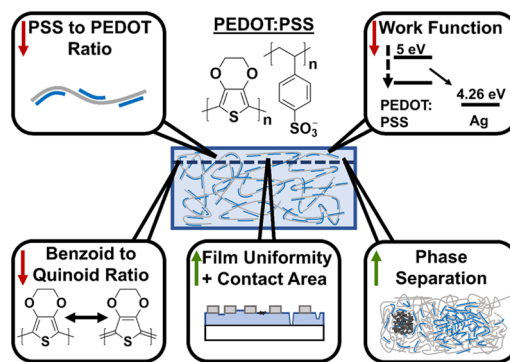 PSS to PEDOT
Ratio
PEDOT:PSS
n
O
O
S
n
SO₃⁻
Work Function
5 eV
4.26 eV
PEDOT:
PSS
Ag
Benzoid to
Quinoid Ratio
O
O
S
O
O
S
Film Uniformity
+ Contact Area
Phase
Separation